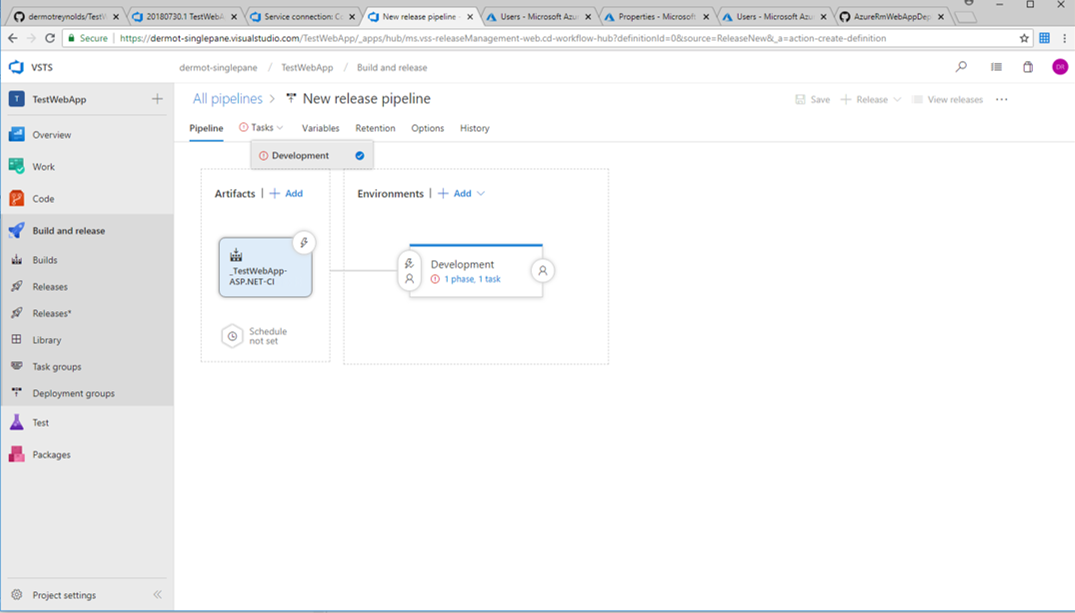 dermotreynolds/TestW
20180730.1 TestWebA
Service connection: Co
New release pipeline -
Users - Microsoft Azu
Properties - Microsoft
Users - Microsoft Azu
AzureRmWebAppDep
Secure
https://dermot-singlepane.visualstudio.com/TestWebApp/_apps/hub/ms.vss-releaseManagement-web.cd-workflow-hub?definitionId=0&source=ReleaseNew&_a=action-create-definition
VSTS
dermot-singlepane / TestWebApp / Build and release
DR
T TestWebApp
All pipelines > New release pipeline
Save
Release
View releases
Pipeline
Tasks
Variables
Retention
Options
History
Development
Overview
Work
Code
Build and release
Builds
Releases
Releases*
Library
Task groups
Deployment groups
Test
Packages
Project settings
Artifacts | + Add
_TestWebApp-
ASP.NET-CI
Schedule
not set
Environments | + Add
Development
1 phase, 1 task